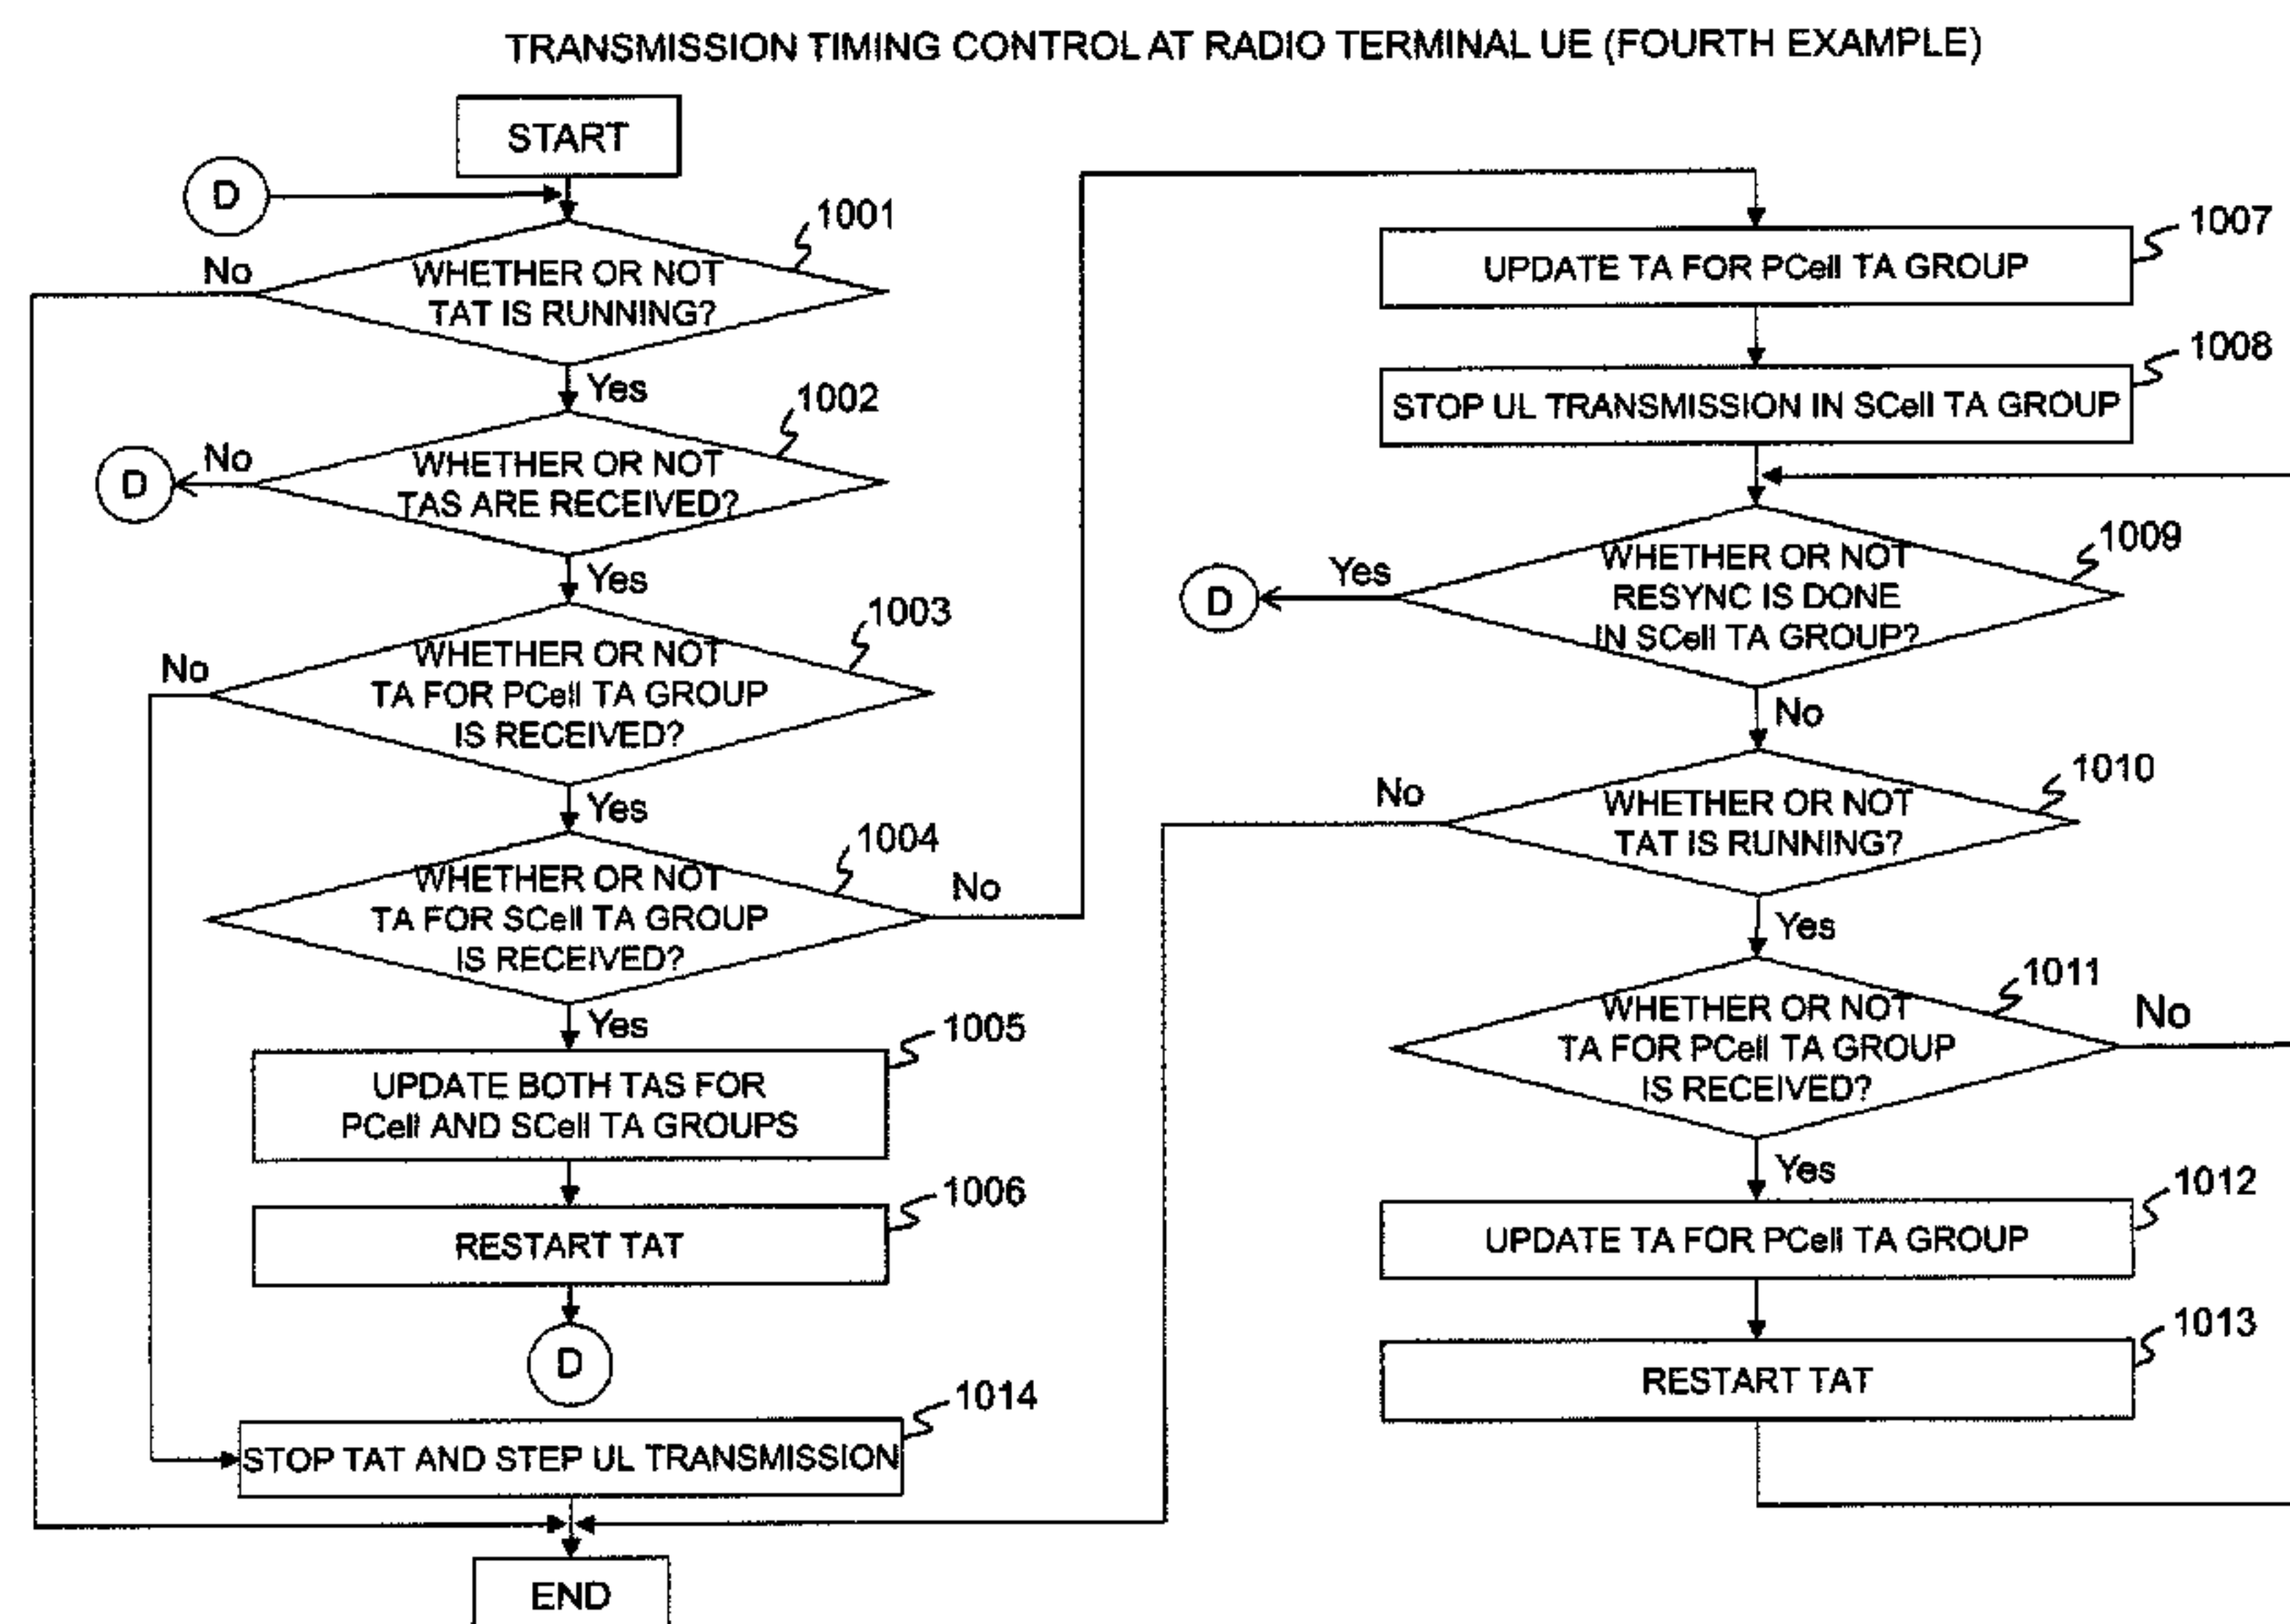 TRANSMISSION TIMING CONTROL AT RADIO TERMINAL UE (FOURTH EXAMPLE)
START
D
1001
No
WHETHER OR NOT
TAT IS RUNNING?
Yes
1002
D
No
WHETHER OR NOT
TAS ARE RECEIVED?
Yes
1003
No
WHETHER OR NOT
TA FOR PCell TA GROUP
IS RECEIVED?
Yes
1004
WHETHER OR NOT
TA FOR SCell TA GROUP
IS RECEIVED?
No
Yes
1005
UPDATE BOTH TAS FOR
PCell AND SCell TA GROUPS
1006
RESTART TAT
D
1014
STOP TAT AND STEP UL TRANSMISSION
END
1007
UPDATE TA FOR PCell TA GROUP
1008
STOP UL TRANSMISSION IN SCell TA GROUP
1009
D
Yes
WHETHER OR NOT
RESYNC IS DONE
IN SCell TA GROUP?
No
1010
No
WHETHER OR NOT
TAT IS RUNNING?
Yes
1011
WHETHER OR NOT
TA FOR PCell TA GROUP
IS RECEIVED?
No
Yes
1012
UPDATE TA FOR PCell TA GROUP
1013
RESTART TAT